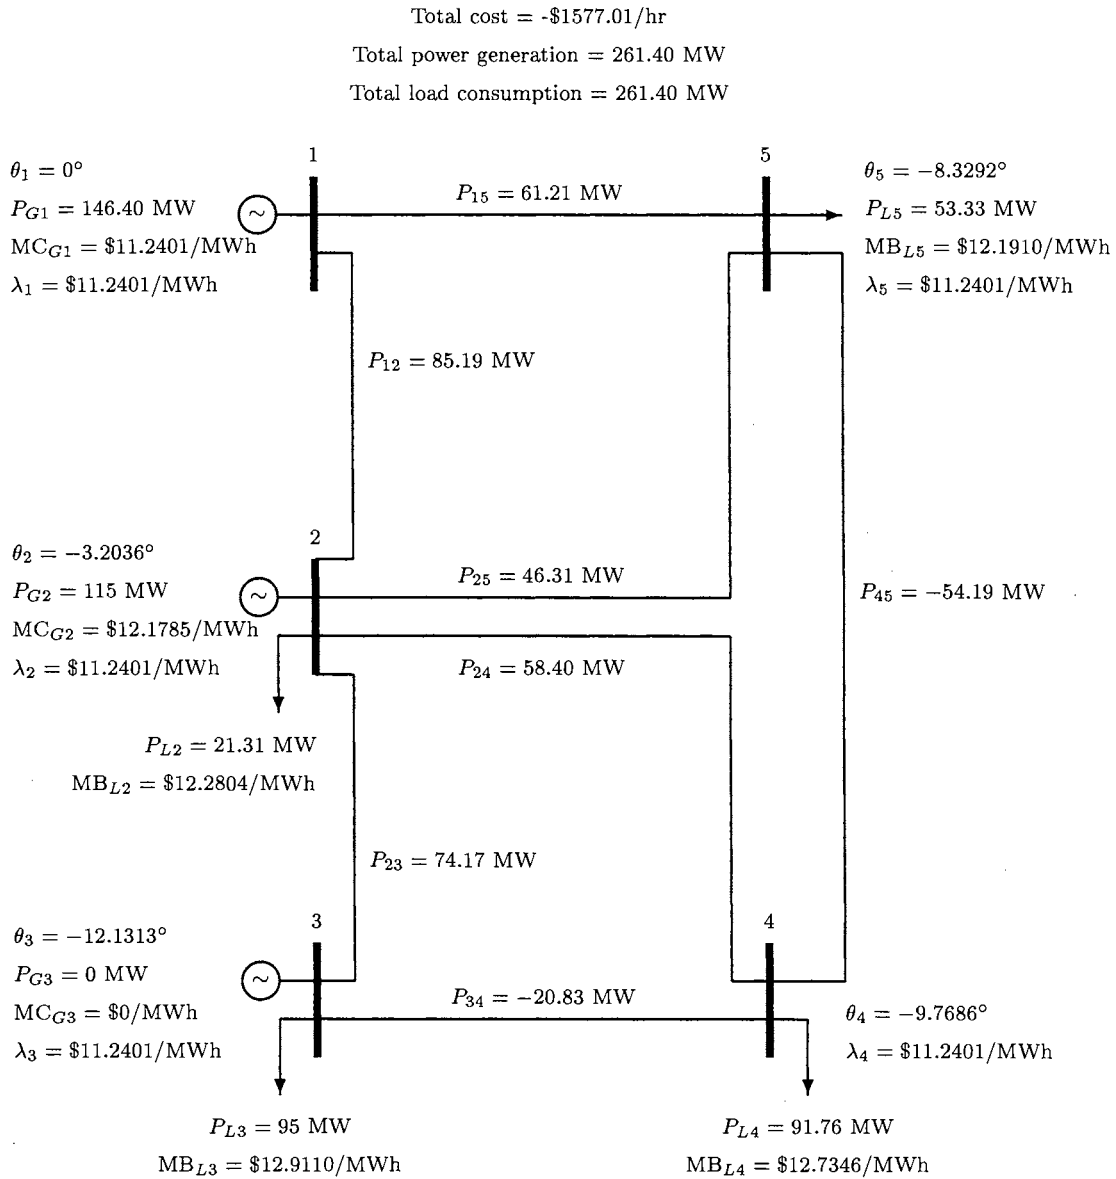 Total cost = -$1577.01/hr
Total power generation = 261.40 MW
Total load consumption = 261.40 MW
1
5
θ1 = 0°
PG1 = 146.40 MW
MCG1 = $11.2401/MWh
λ1 = $11.2401/MWh
P15 = 61.21 MW
θ5 = −8.3292°
PL5 = 53.33 MW
MBL5 = $12.1910/MWh
λ5 = $11.2401/MWh
~
P12 = 85.19 MW
2
θ2 = −3.2036°
PG2 = 115 MW
MCG2 = $12.1785/MWh
λ2 = $11.2401/MWh
~
P25 = 46.31 MW
P45 = −54.19 MW
P24 = 58.40 MW
PL2 = 21.31 MW
MBL2 = $12.2804/MWh
P23 = 74.17 MW
3
4
θ3 = −12.1313°
PG3 = 0 MW
MCG3 = $0/MWh
λ3 = $11.2401/MWh
~
P34 = −20.83 MW
θ4 = −9.7686°
λ4 = $11.2401/MWh
PL3 = 95 MW
MBL3 = $12.9110/MWh
PL4 = 91.76 MW
MBL4 = $12.7346/MWh